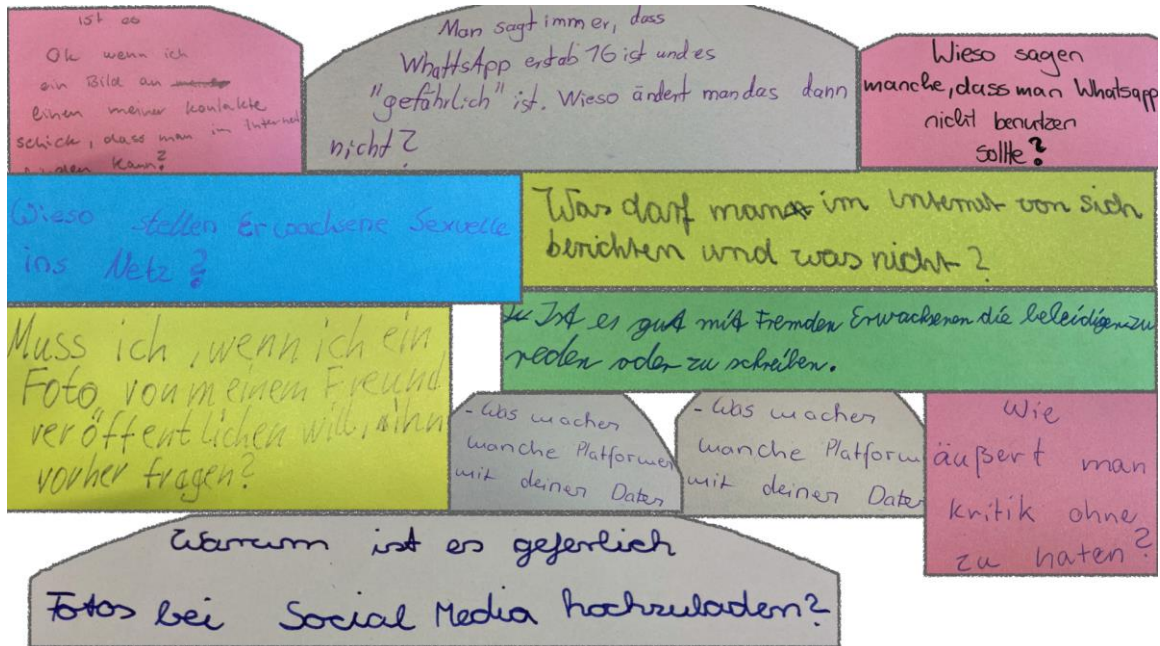 ist es
Ok wenn ich
ein Bild an
einen meiner kontakte
schick, dass man im Internet
kann?
Man sagt immer, dass
WhattsApp erst ab 16 ist und es
"gefährlich" ist. Wieso ändert man das dann
nicht?
Wieso sagen
manche, dass man Whatsapp
nicht benutzen
sollte?
Wieso stellen Erwachsene Sexuelle
ins Netz?
Was darf man im Internet von sich
berichten und was nicht?
Muss ich, wenn ich ein
Foto von meinem Freund
veröffentlichen will, ihn
vorher fragen?
Ist es gut mit Fremden Erwachsenen die beleidigen zu
reden oder zu schreiben.
- Was machen
manche Platformen
mit deinen Daten
- Was machen
manche Platform
mit deinen Daten
Wie
äußert man
kritik ohne
zu haten?
Warum ist es geferlich
Fotos bei Social Media hochzuladen?